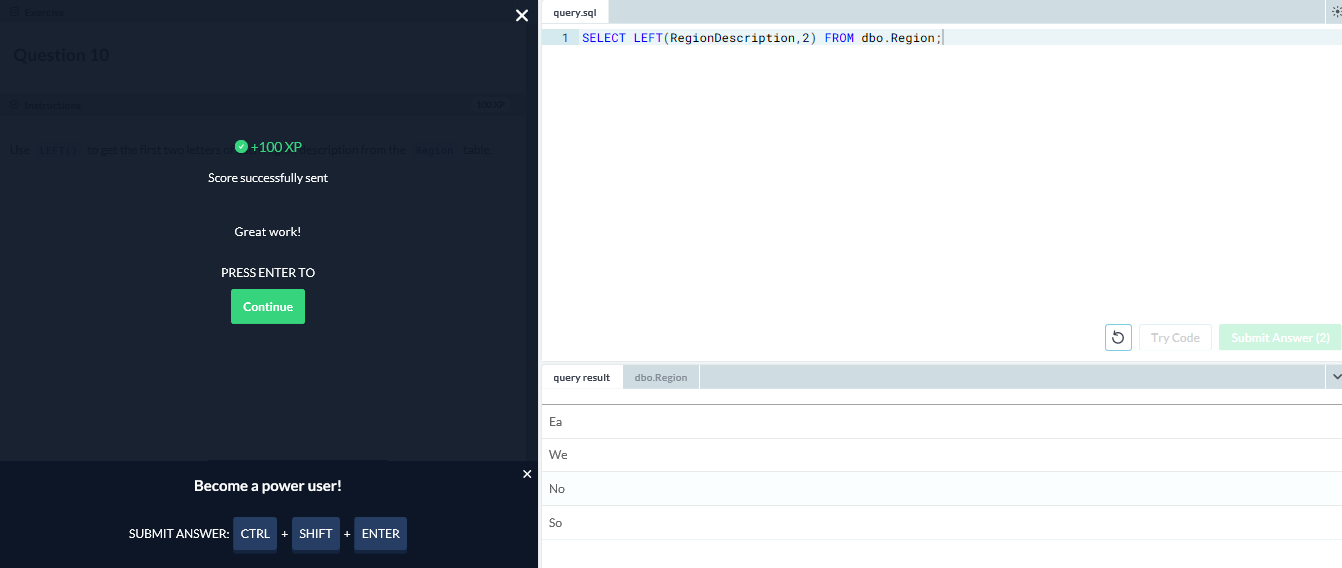 Exercise
Question 10
Instructions
100 XP
Use LEFT() to get the first two letters of description from the Region table
+100 XP
Score successfully sent
Great work!
PRESS ENTER TO
Continue
Become a power user!
SUBMIT ANSWER: CTRL + SHIFT + ENTER
query.sql
1 SELECT LEFT(RegionDescription,2) FROM dbo.Region;
Try Code
Submit Answer (2)
query result
dbo.Region
Ea
We
No
So